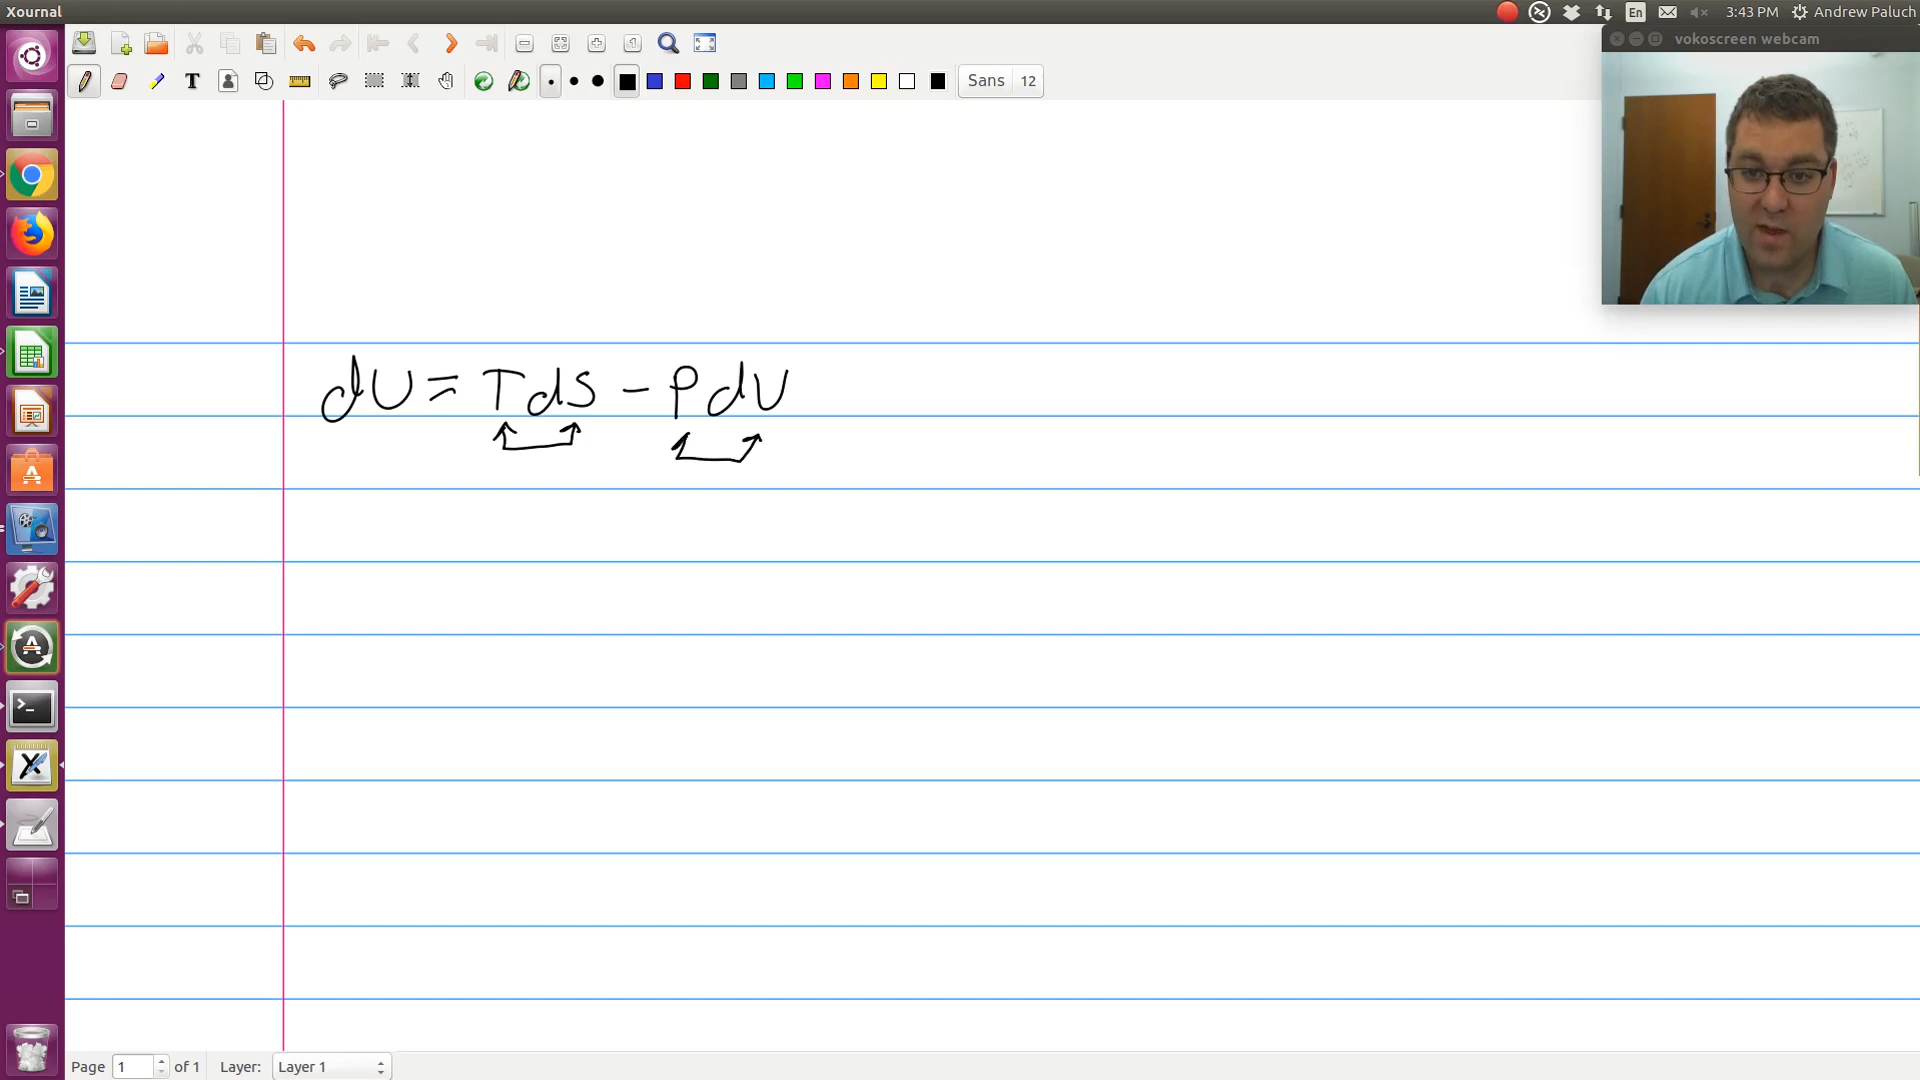 Xournal
En
3:43 PM
Andrew Paluch
vokoscreen webcam
T
Sans 12
dU = TdS - PdV
Page 1 of 1 Layer: Layer 1